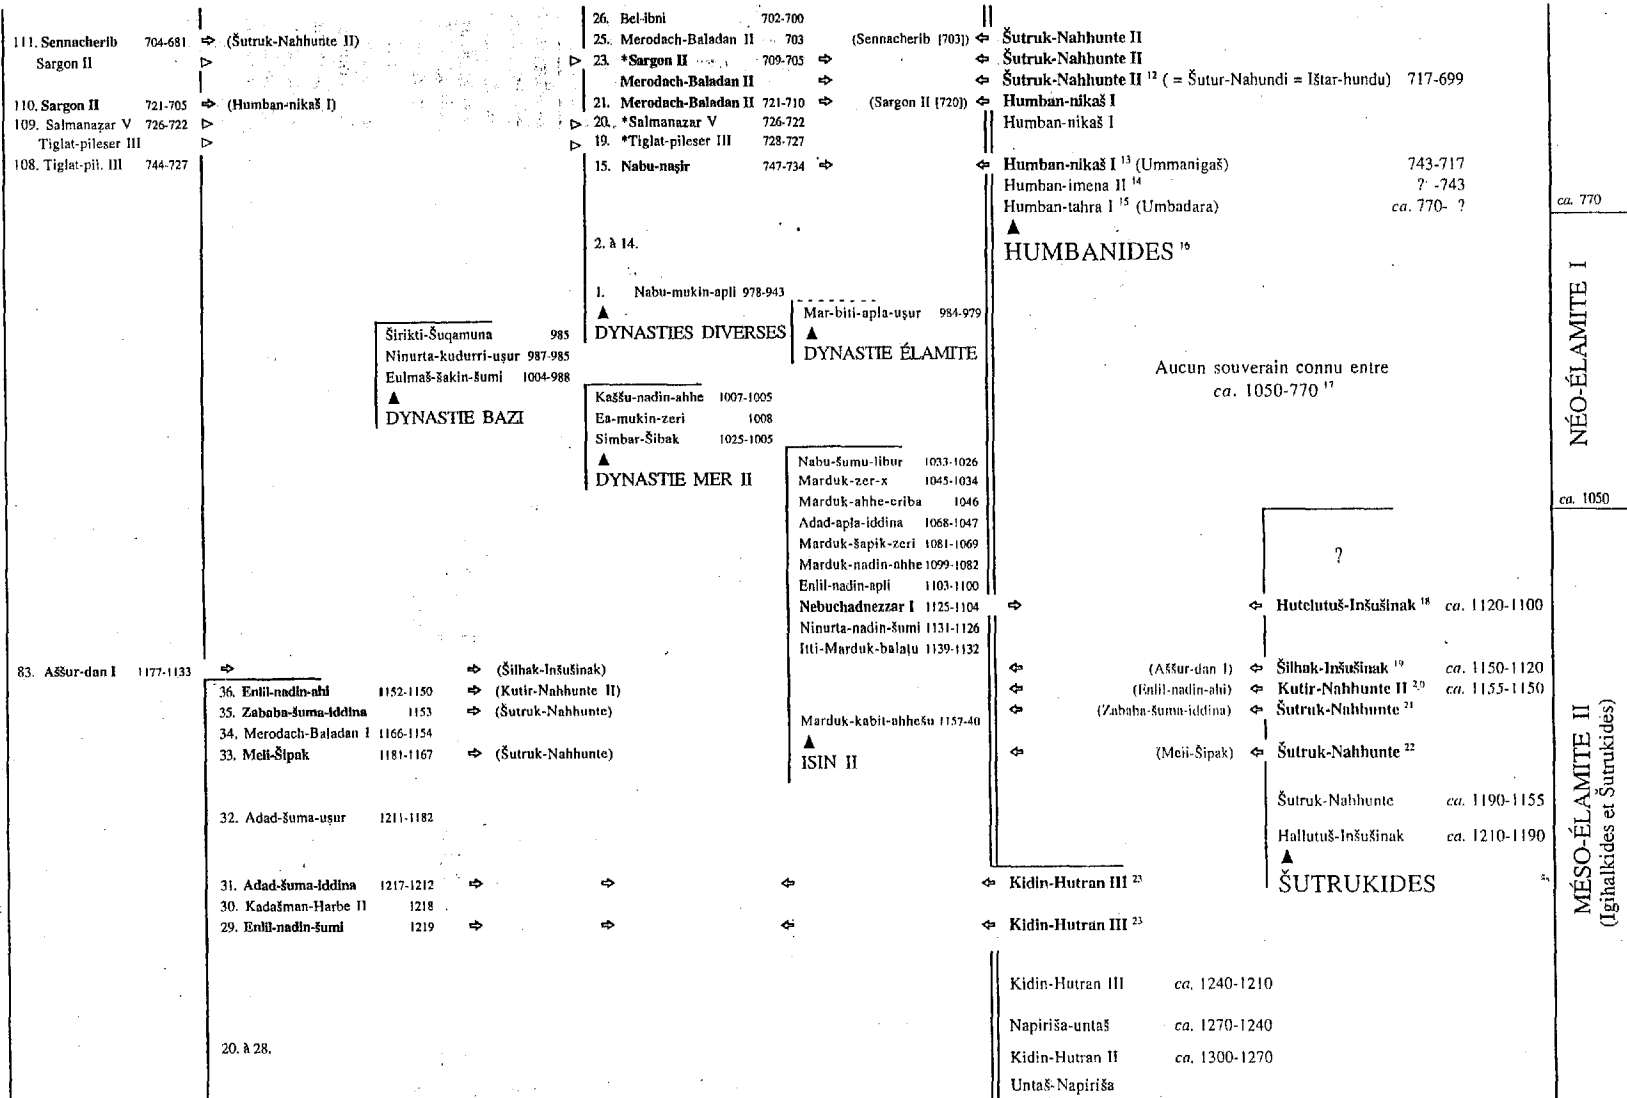 26. Bel-ibni 702-700
111. Sennacherib 704-681 ⇨ (Šutruk-Nahhunte II) 25. Merodach-Baladan II 703 (Sennacherib [703]) ⇦ Šutruk-Nahhunte II
Sargon II ▷ ▷ 23. *Sargon II 709-705 ⇨ ⇦ Šutruk-Nahhunte II
Merodach-Baladan II ⇨ ⇦ Šutruk-Nahhunte II 12 ( = Šutur-Nahundi = Ištar-hundu) 717-699
110. Sargon II 721-705 ⇨ (Humban-nikaš I) 21. Merodach-Baladan II 721-710 ⇨ (Sargon II [720]) ⇦ Humban-nikaš I
109. Salmanazar V 726-722 ▷ ▷ 20. *Salmanazar V 726-722 Humban-nikaš I
Tiglat-pileser III ▷ ▷ 19. *Tiglat-pileser III 728-727
108. Tiglat-pil. III 744-727 15. Nabu-naṣir 747-734 ⇨ ⇦ Humban-nikaš I 13 (Ummanigaš) 743-717
Humban-imena II 14 ? -743
Humban-tahra I 15 (Umbadara) ca. 770- ?
ca. 770
▲
HUMBANIDES 16
2. à 14.
1. Nabu-mukin-apli 978-943
▲
DYNASTIES DIVERSES
Mar-biti-apla-uṣur 984-979
▲
DYNASTIE ÉLAMITE
Širikti-Šuqamuna 985
Ninurta-kudurri-uṣur 987-985
Eulmaš-šakin-šumi 1004-988
▲
DYNASTIE BAZI
Aucun souverain connu entre
ca. 1050-770 17
NÉO-ÉLAMITE I
Kaššu-nadin-ahhe 1007-1005
Ea-mukin-zeri 1008
Simbar-Šibak 1025-1005
▲
DYNASTIE MER II
Nabu-šumu-libur 1033-1026
Marduk-zer-x 1045-1034
Marduk-ahhe-eriba 1046
Adad-apla-iddina 1068-1047
Marduk-šapik-zeri 1081-1069
Marduk-nadin-ahhe 1099-1082
Enlil-nadin-apli 1103-1100
ca. 1050
?
Nebuchadnezzar I 1125-1104 ⇨ ⇦ Hutelutuš-Inšušinak 18 ca. 1120-1100
Ninurta-nadin-šumi 1131-1126
Itti-Marduk-balaṭu 1139-1132
83. Aššur-dan I 1177-1133 ⇨ ⇨ (Šilhak-Inšušinak) ⇦ (Aššur-dan I) ⇦ Šilhak-Inšušinak 19 ca. 1150-1120
36. Enlil-nadin-ahi 1152-1150 ⇨ (Kutir-Nahhunte II) ⇦ (Enlil-nadin-ahi) ⇦ Kutir-Nahhunte II 20 ca. 1155-1150
35. Zababa-šuma-iddina 1153 ⇨ (Šutruk-Nahhunte) ⇦ (Zababa-šuma-iddina) ⇦ Šutruk-Nahhunte 21
Marduk-kabit-ahhešu 1157-40
34. Merodach-Baladan I 1166-1154
▲
33. Meli-Šipak 1181-1167 ⇨ (Šutruk-Nahhunte) ⇦ (Meli-Šipak) ⇦ Šutruk-Nahhunte 22
ISIN II
Šutruk-Nahhunte ca. 1190-1155
32. Adad-šuma-uṣur 1211-1182
Hallutuš-Inšušinak ca. 1210-1190
▲
ŠUTRUKIDES
MÉSO-ÉLAMITE II
(Igihalkides et Šutrukides)
31. Adad-šuma-iddina 1217-1212 ⇨ ⇨ ⇦ ⇦ Kidin-Hutran III 23
30. Kadašman-Harbe II 1218
29. Enlil-nadin-šumi 1219 ⇨ ⇨ ⇦ ⇦ Kidin-Hutran III 23
Kidin-Hutran III ca. 1240-1210
Napiriša-untaš ca. 1270-1240
20. à 28.
Kidin-Hutran II ca. 1300-1270
Untaš-Napiriša